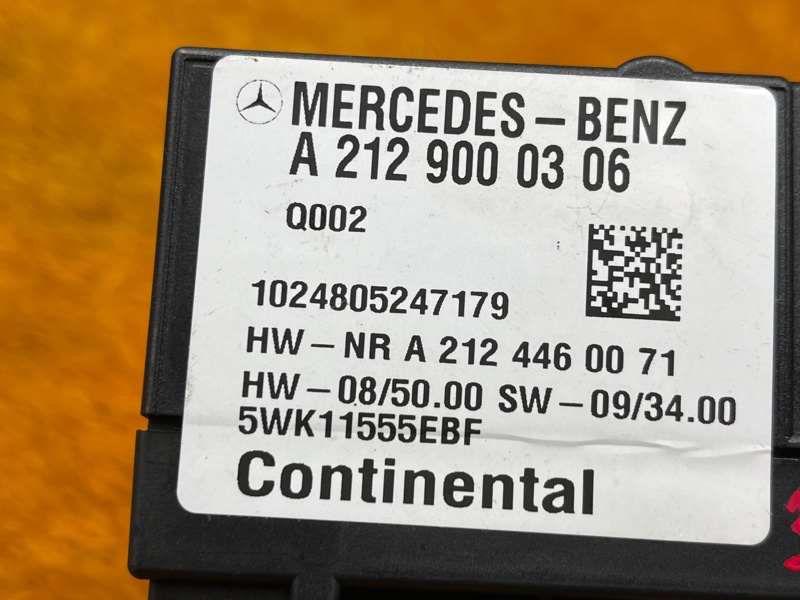 MERCEDES-BENZ
A 212 900 03 06
Q002
1024805247179
HW-NR A 212 446 00 71
HW-08/50.00 SW-09/34.00
5WK11555EBF
Continental